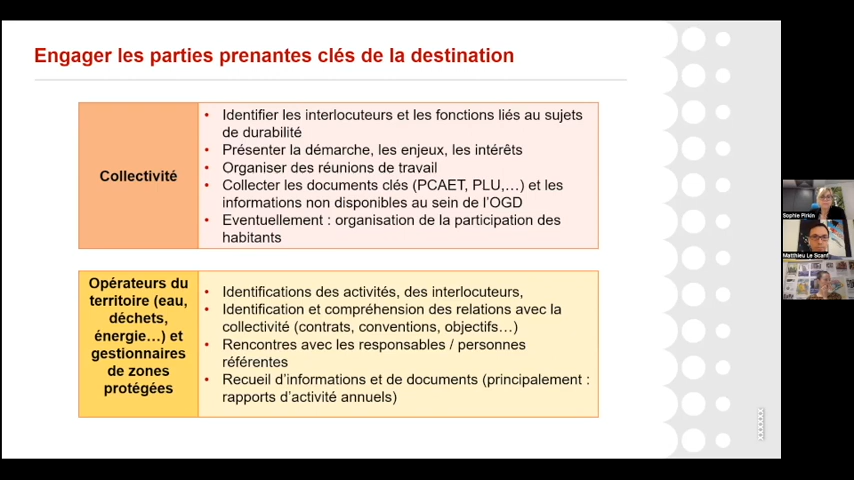 Engager les parties prenantes clés de la destination
Collectivité
• Identifier les interlocuteurs et les fonctions liés au sujets
de durabilité
• Présenter la démarche, les enjeux, les intérêts
• Organiser des réunions de travail
• Collecter les documents clés (PCAET, PLU,...) et les
informations non disponibles au sein de l'OGD
• Eventuellement : organisation de la participation des
habitants
Opérateurs du
territoire (eau,
déchets,
énergie...) et
gestionnaires
de zones
protégées
• Identifications des activités, des interlocuteurs,
• Identification et compréhension des relations avec la
collectivité (contrats, conventions, objectifs...)
• Rencontres avec les responsables / personnes
référentes
• Recueil d'informations et de documents (principalement :
rapports d'activité annuels)
Sophie Pirkin
Matthieu Le Scant